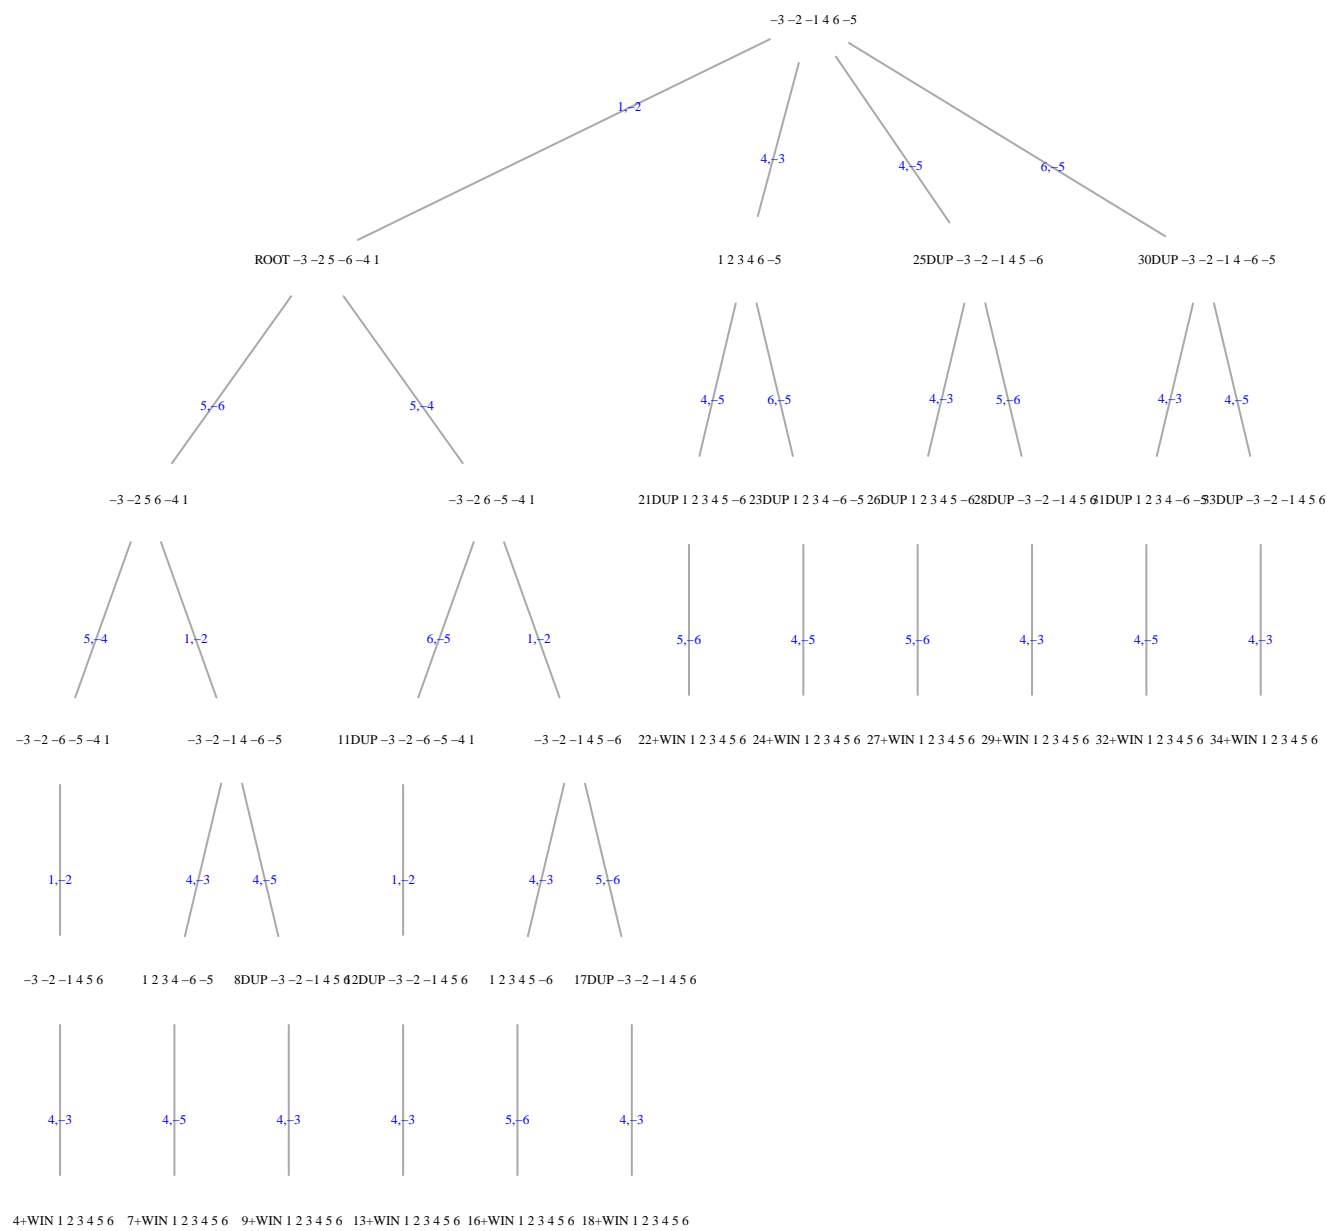 −3 −2 −1 4 6 −5
1,−2
4,−3
4,−5
6,−5
ROOT −3 −2 5 −6 −4 1
1 2 3 4 6 −5
25DUP −3 −2 −1 4 5 −6
30DUP −3 −2 −1 4 −6 −5
5,−6
5,−4
4,−5
6,−5
4,−3
5,−6
4,−3
4,−5
−3 −2 5 6 −4 1
−3 −2 6 −5 −4 1
21DUP 1 2 3 4 5 −6
23DUP 1 2 3 4 −6 −5
26DUP 1 2 3 4 5 −6
28DUP −3 −2 −1 4 5 6
31DUP 1 2 3 4 −6 −5
33DUP −3 −2 −1 4 5 6
5,−4
1,−2
6,−5
1,−2
5,−6
4,−5
5,−6
4,−3
4,−5
4,−3
−3 −2 −6 −5 −4 1
−3 −2 −1 4 −6 −5
11DUP −3 −2 −6 −5 −4 1
−3 −2 −1 4 5 −6
22+WIN 1 2 3 4 5 6
24+WIN 1 2 3 4 5 6
27+WIN 1 2 3 4 5 6
29+WIN 1 2 3 4 5 6
32+WIN 1 2 3 4 5 6
34+WIN 1 2 3 4 5 6
1,−2
4,−3
4,−5
1,−2
4,−3
5,−6
−3 −2 −1 4 5 6
1 2 3 4 −6 −5
8DUP −3 −2 −1 4 5 6
12DUP −3 −2 −1 4 5 6
1 2 3 4 5 −6
17DUP −3 −2 −1 4 5 6
4,−3
4,−5
4,−3
4,−3
5,−6
4,−3
4+WIN 1 2 3 4 5 6
7+WIN 1 2 3 4 5 6
9+WIN 1 2 3 4 5 6
13+WIN 1 2 3 4 5 6
16+WIN 1 2 3 4 5 6
18+WIN 1 2 3 4 5 6